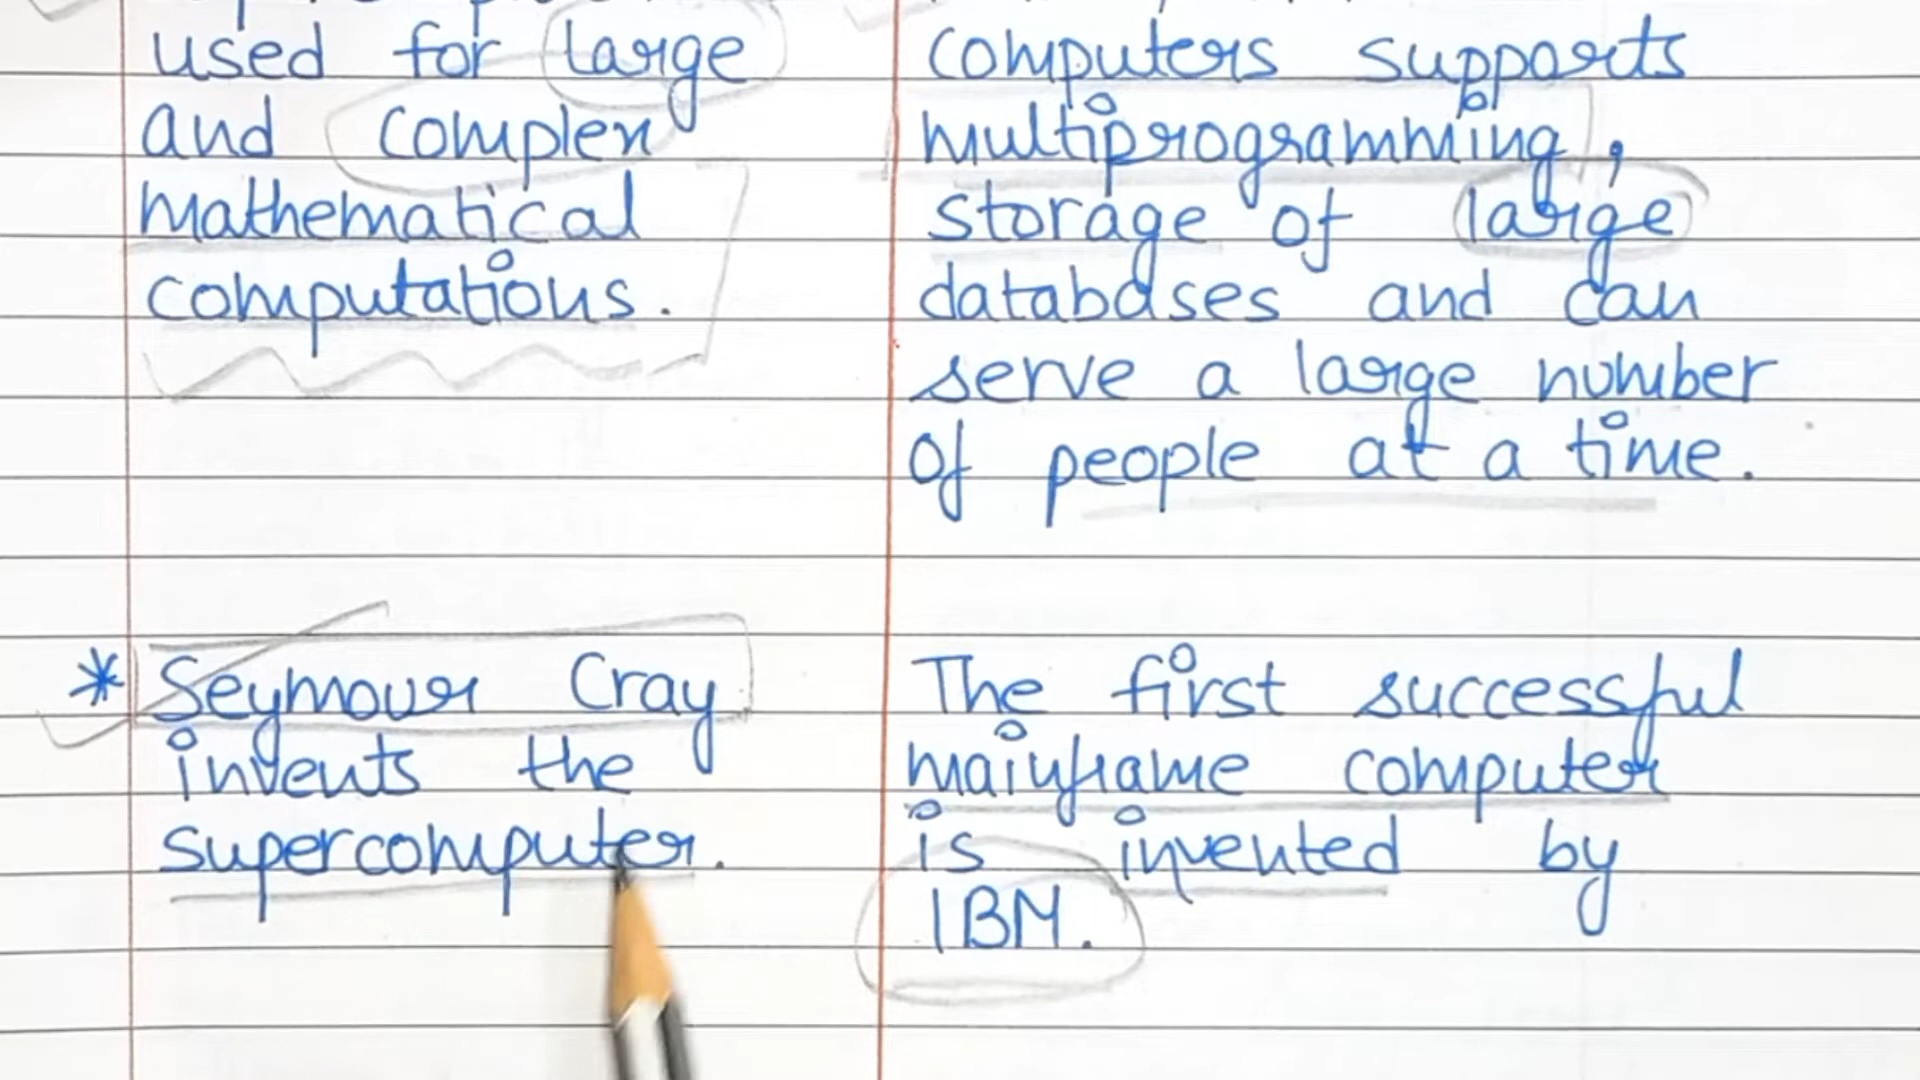 used for large
and complex
mathematical
computations.
computers supports
multiprogramming,
storage of large
databases and can
serve a large number
of people at a time.
* Seymour Cray
invents the
supercomputer.
The first successful
mainframe computer
is invented by
IBM.